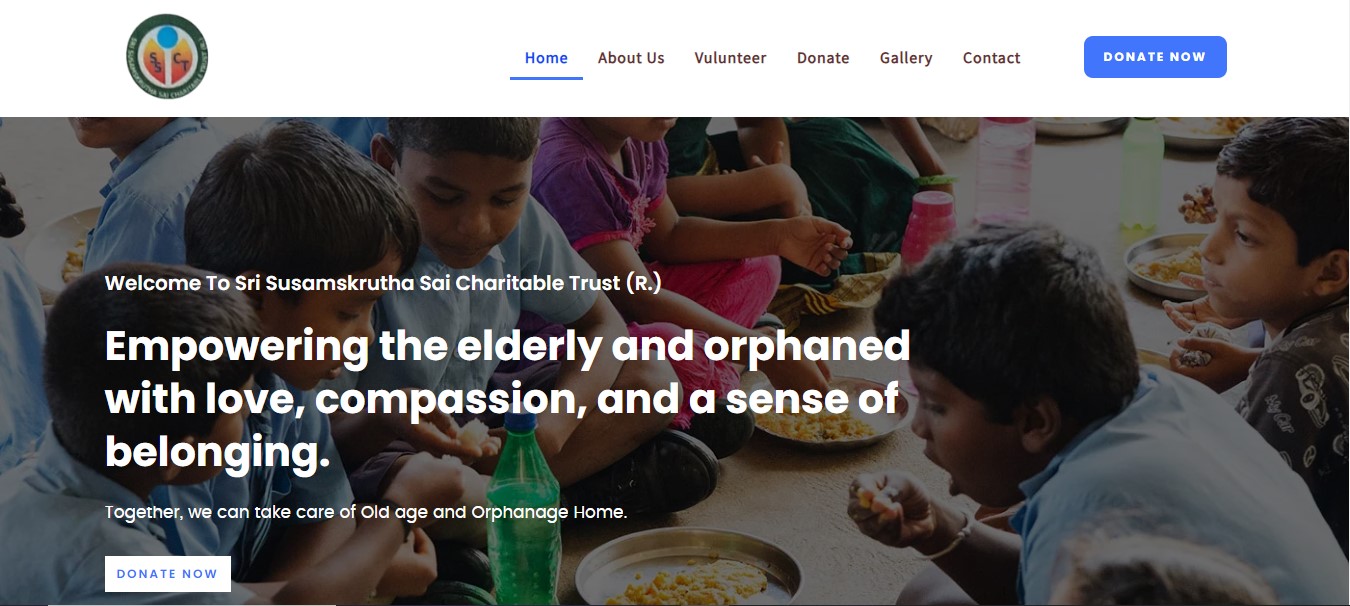 SSCT
Home
About Us
Vulunteer
Donate
Gallery
Contact
DONATE NOW
Welcome To Sri Susamskrutha Sai Charitable Trust (R.)
Empowering the elderly and orphaned
with love, compassion, and a sense of
belonging.
Together, we can take care of Old age and Orphanage Home.
DONATE NOW